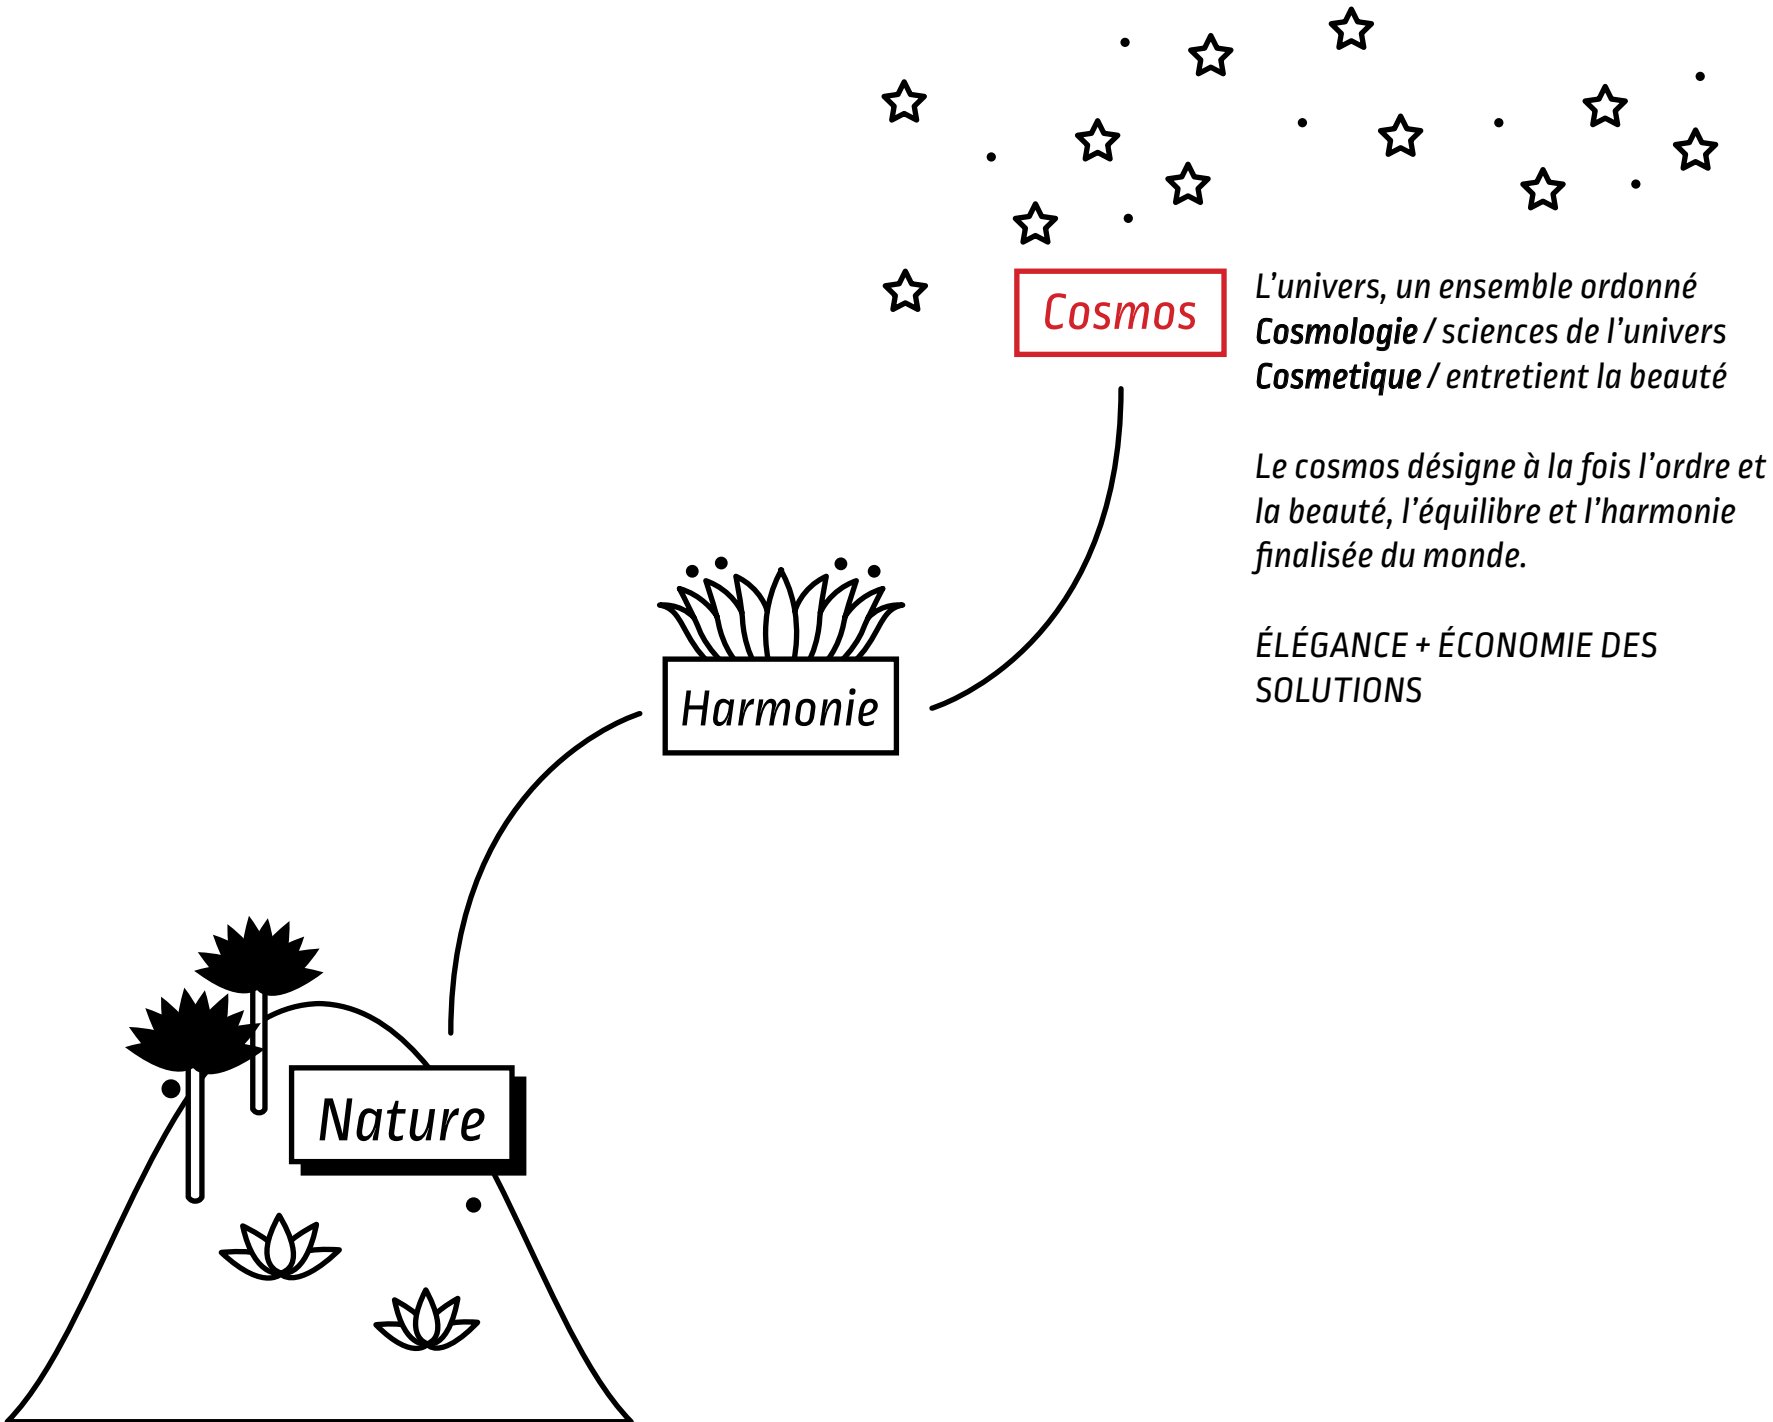 Cosmos
L’univers, un ensemble ordonné
Cosmologie / sciences de l’univers
Cosmetique / entretient la beauté
Le cosmos désigne à la fois l’ordre et
la beauté, l’équilibre et l’harmonie
finalisée du monde.
ÉLÉGANCE + ÉCONOMIE DES
SOLUTIONS
Harmonie
Nature